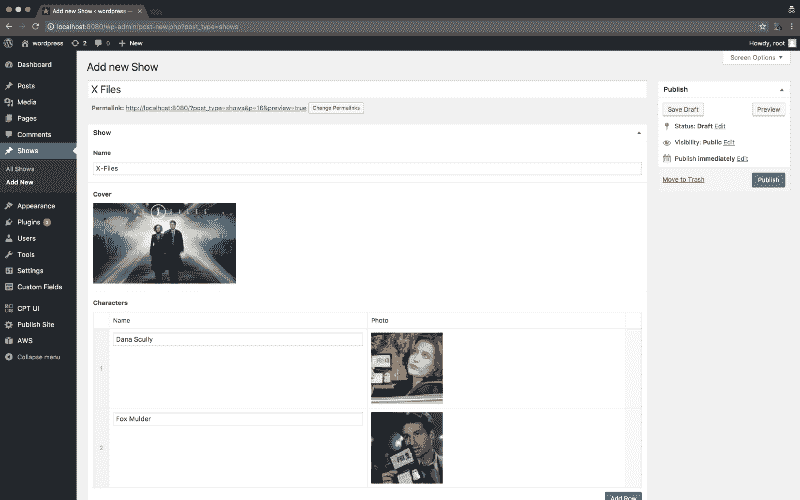 Add new Show ‹ wordpress —
localhost:8080/wp-admin/post-new.php?post_type=shows
wordpress 2 0 New
Howdy, root
Dashboard
Posts
Media
Pages
Comments
Shows
All Shows
Add New
Appearance
Plugins
Users
Tools
Settings
Custom Fields
CPT UI
Publish Site
AWS
Collapse menu
Screen Options
Add new Show
X Files
Permalink: http://localhost:8080/?post_type=shows&p=16&preview=true Change Permalinks
Show
Name
X-Files
Cover
THE X FILES
Characters
Name Photo
1 Dana Scully
2 Fox Mulder
Add Row
Publish
Save Draft Preview
Status: Draft Edit
Visibility: Public Edit
Publish immediately Edit
Move to Trash Publish